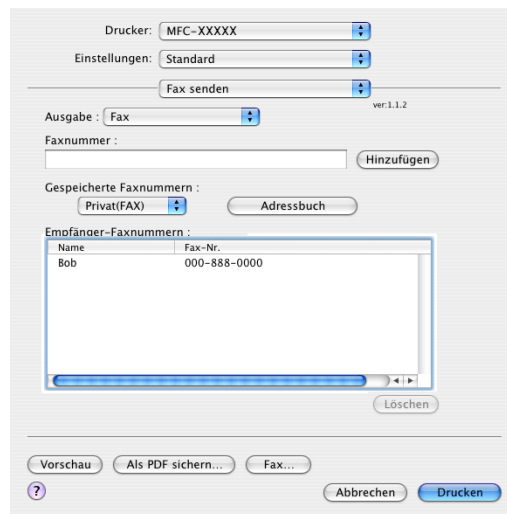 Drucker: MFC-XXXXX
Einstellungen: Standard
Fax senden
ver:1.1.2
Ausgabe : Fax
Faxnummer :
Hinzufügen
Gespeicherte Faxnummern :
Privat(FAX) Adressbuch
Empfänger-Faxnummern :
Name Fax-Nr.
Bob 000-888-0000
Löschen
Vorschau Als PDF sichern... Fax...
? Abbrechen Drucken